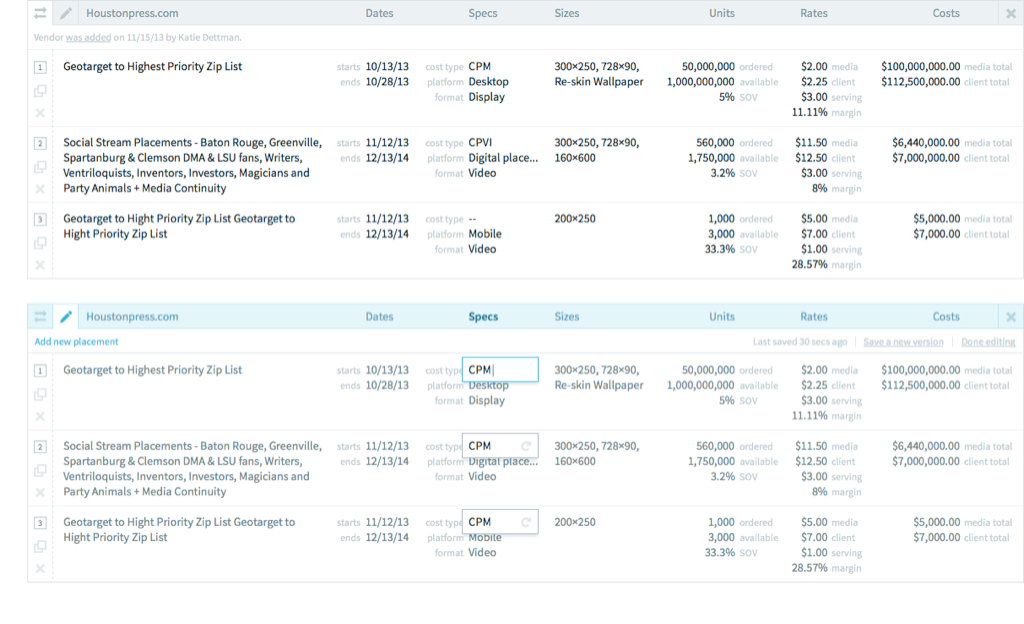 Houstonpress.com Dates Specs Sizes Units Rates Costs
Vendor was added on 11/15/13 by Katie Dettman.
1 Geotarget to Highest Priority Zip List starts 10/13/13 cost type CPM 300×250, 728×90, 50,000,000 ordered $2.00 media $100,000,000.00 media total
ends 10/28/13 platform Desktop Re-skin Wallpaper 1,000,000,000 available $2.25 client $112,500,000.00 client total
format Display 5% SOV $3.00 serving
11.11% margin
2 Social Stream Placements - Baton Rouge, Greenville, starts 11/12/13 cost type CPVI 300×250, 728×90, 560,000 ordered $11.50 media $6,440,000.00 media total
Spartanburg & Clemson DMA & LSU fans, Writers, ends 12/13/14 platform Digital place... 160×600 1,750,000 available $12.50 client $7,000,000.00 client total
Ventriloquists, Inventors, Investors, Magicians and format Video 3.2% SOV $3.00 serving
Party Animals + Media Continuity 8% margin
3 Geotarget to Hight Priority Zip List Geotarget to starts 11/12/13 cost type -- 200×250 1,000 ordered $5.00 media $5,000.00 media total
Hight Priority Zip List ends 12/13/14 platform Mobile 3,000 available $7.00 client $7,000.00 client total
format Video 33.3% SOV $1.00 serving
28.57% margin
Houstonpress.com Dates Specs Sizes Units Rates Costs
Add new placement Last saved 30 secs ago Save a new version Done editing
1 Geotarget to Highest Priority Zip List starts 10/13/13 cost type CPM 300×250, 728×90, 50,000,000 ordered $2.00 media $100,000,000.00 media total
ends 10/28/13 platform Desktop Re-skin Wallpaper 1,000,000,000 available $2.25 client $112,500,000.00 client total
format Display 5% SOV $3.00 serving
11.11% margin
2 Social Stream Placements - Baton Rouge, Greenville, starts 11/12/13 cost type CPM 300×250, 728×90, 560,000 ordered $11.50 media $6,440,000.00 media total
Spartanburg & Clemson DMA & LSU fans, Writers, ends 12/13/14 platform Digital place... 160×600 1,750,000 available $12.50 client $7,000,000.00 client total
Ventriloquists, Inventors, Investors, Magicians and format Video 3.2% SOV $3.00 serving
Party Animals + Media Continuity 8% margin
3 Geotarget to Hight Priority Zip List Geotarget to starts 11/12/13 cost type CPM 200×250 1,000 ordered $5.00 media $5,000.00 media total
Hight Priority Zip List ends 12/13/14 platform Mobile 3,000 available $7.00 client $7,000.00 client total
format Video 33.3% SOV $1.00 serving
28.57% margin